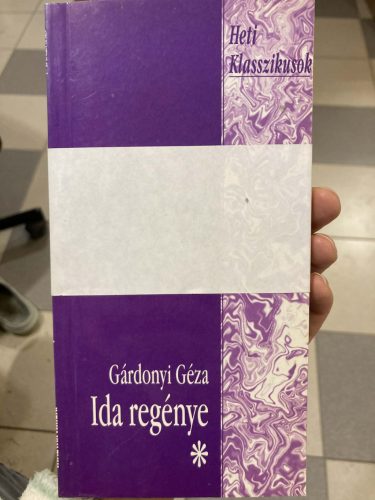 Heti
Klasszikusok
Gárdonyi Géza
Ida regénye
*